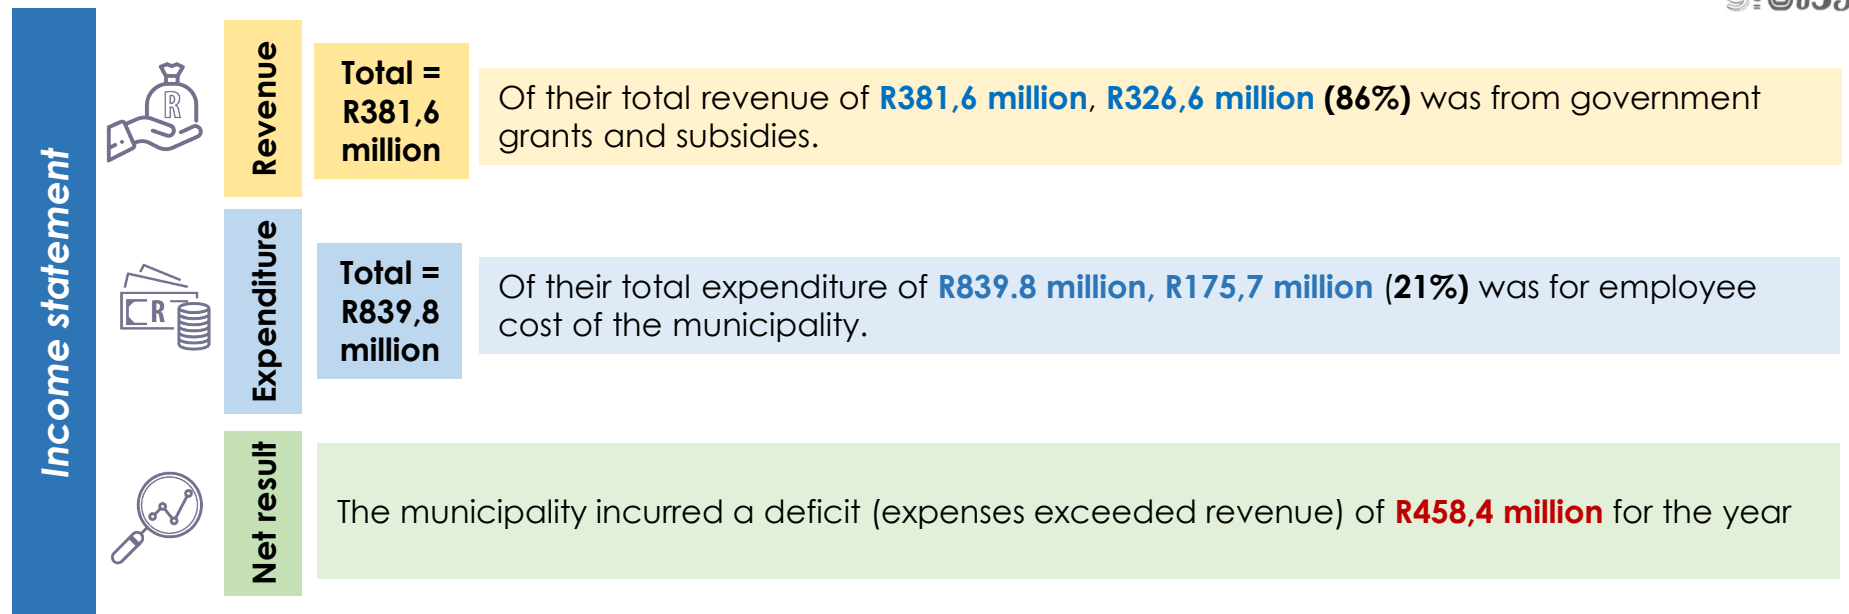 Income statement
Revenue
Total =
R381,6
million
Of their total revenue of R381,6 million, R326,6 million (86%) was from government
grants and subsidies.
R
Expenditure
Total =
R839,8
million
Of their total expenditure of R839.8 million, R175,7 million (21%) was for employee
cost of the municipality.
R
Net result
The municipality incurred a deficit (expenses exceeded revenue) of R458,4 million for the year